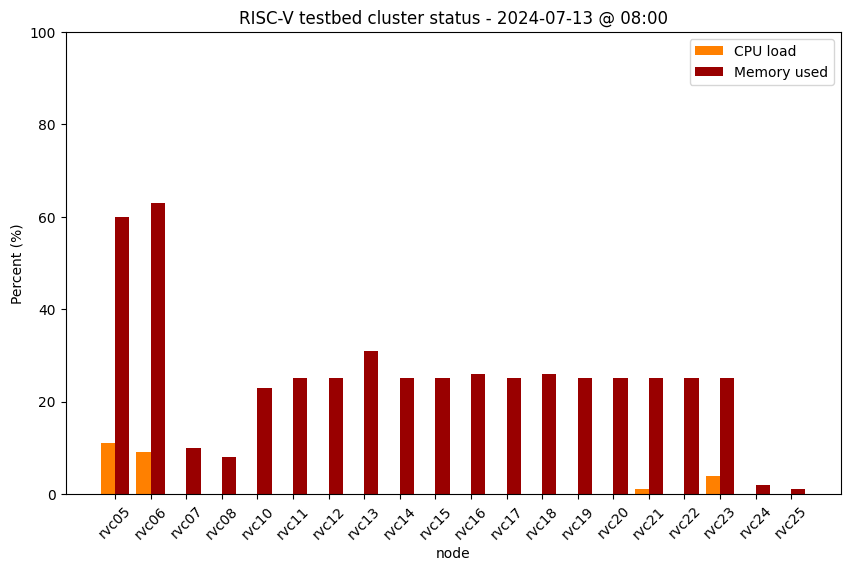 RISC-V testbed cluster status - 2024-07-13 @ 08:00
CPU load
Memory used
Percent (%)
100
80
60
40
20
0
rvc05 rvc06 rvc07 rvc08 rvc10 rvc11 rvc12 rvc13 rvc14 rvc15 rvc16 rvc17 rvc18 rvc19 rvc20 rvc21 rvc22 rvc23 rvc24 rvc25
node